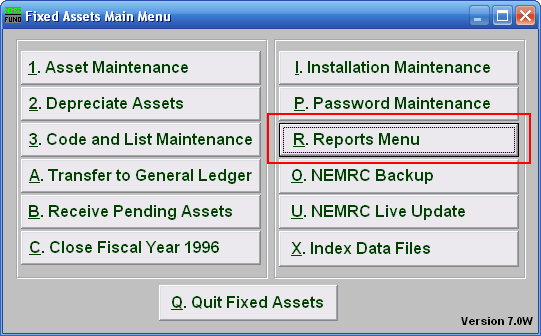 Fixed Assets Main Menu
1. Asset Maintenance
2. Depreciate Assets
3. Code and List Maintenance
A. Transfer to General Ledger
B. Receive Pending Assets
C. Close Fiscal Year 1996
I. Installation Maintenance
P. Password Maintenance
R. Reports Menu
O. NEMRC Backup
U. NEMRC Live Update
X. Index Data Files
Q. Quit Fixed Assets
Version 7.0W